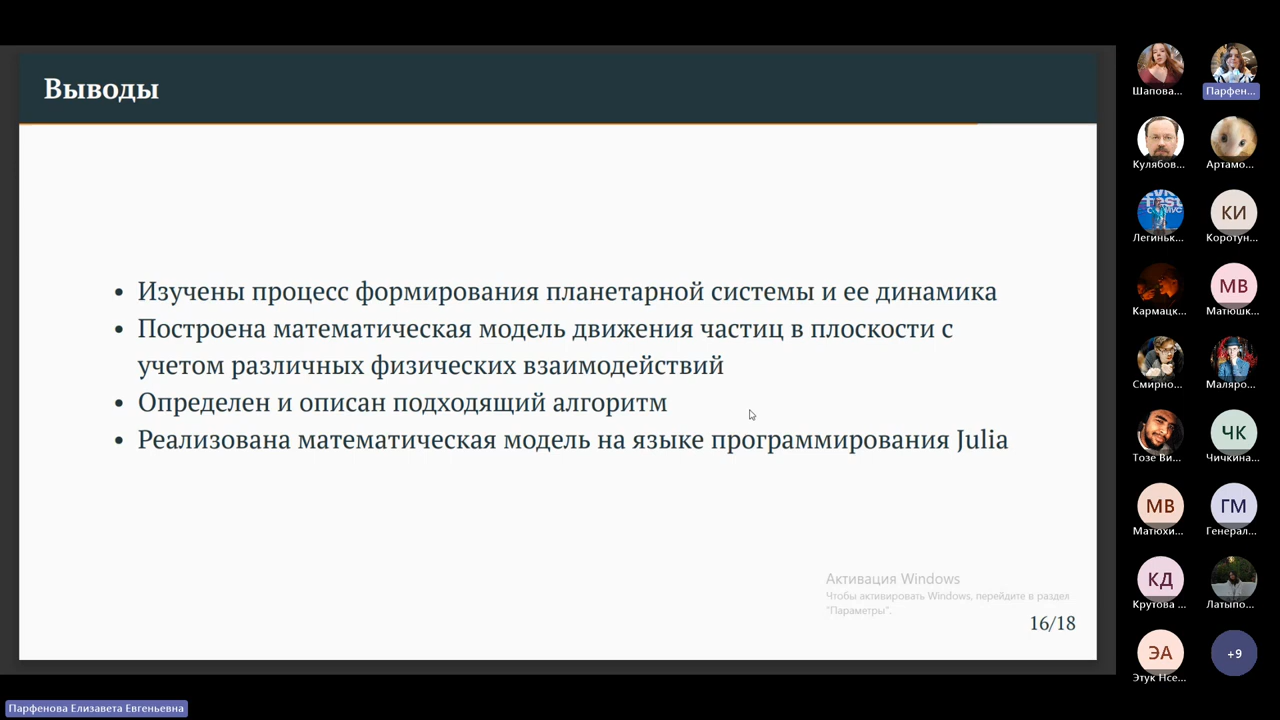 Выводы
• Изучены процесс формирования планетарной системы и ее динамика
• Построена математическая модель движения частиц в плоскости с
учетом различных физических взаимодействий
• Определен и описан подходящий алгоритм
• Реализована математическая модель на языке программирования Julia
Активация Windows
Чтобы активировать Windows, перейдите в раздел
"Параметры".
16/18
Шапова...
Парфен...
Кулябов...
Артамо...
Легиньк...
КИ
Коротун...
Кармацк...
МВ
Матюшк...
Смирно...
Маляро...
Тозе Ви...
ЧК
Чичкина...
МВ
Матюхи...
ГМ
Генерал...
КД
Крутова ...
Латыпо...
ЭА
Этук Нсе...
+9
Парфенова Елизавета Евгеньевна